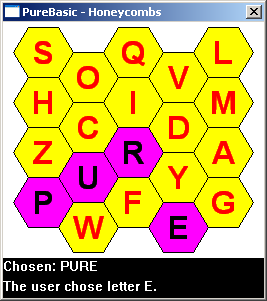 PureBasic - Honeycombs
S Q L
O V
H I M
C D
Z R A
U Y
P F G
W E
Chosen: PURE
The user chose letter E.